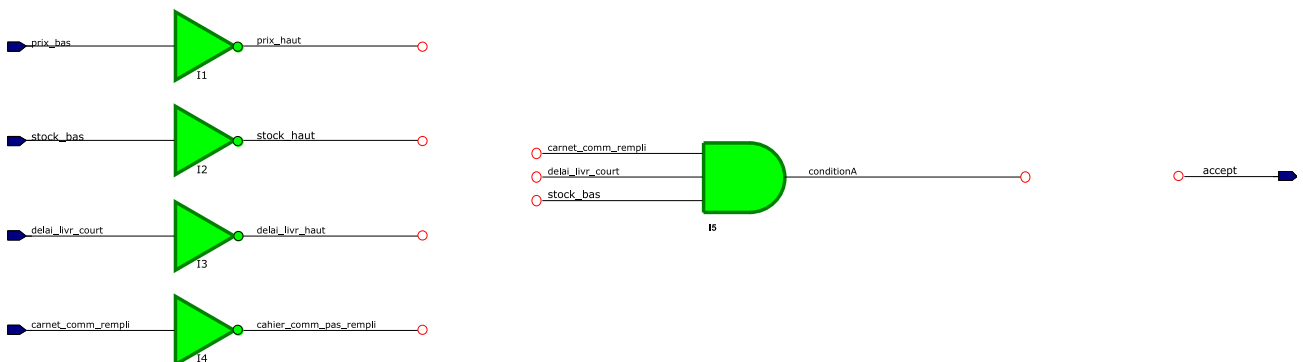 prix_bas
prix_haut
I1
stock_bas
stock_haut
I2
delai_livr_court
delai_livr_haut
I3
carnet_comm_rempli
cahier_comm_pas_rempli
I4
carnet_comm_rempli
delai_livr_court
stock_bas
conditionA
I5
accept